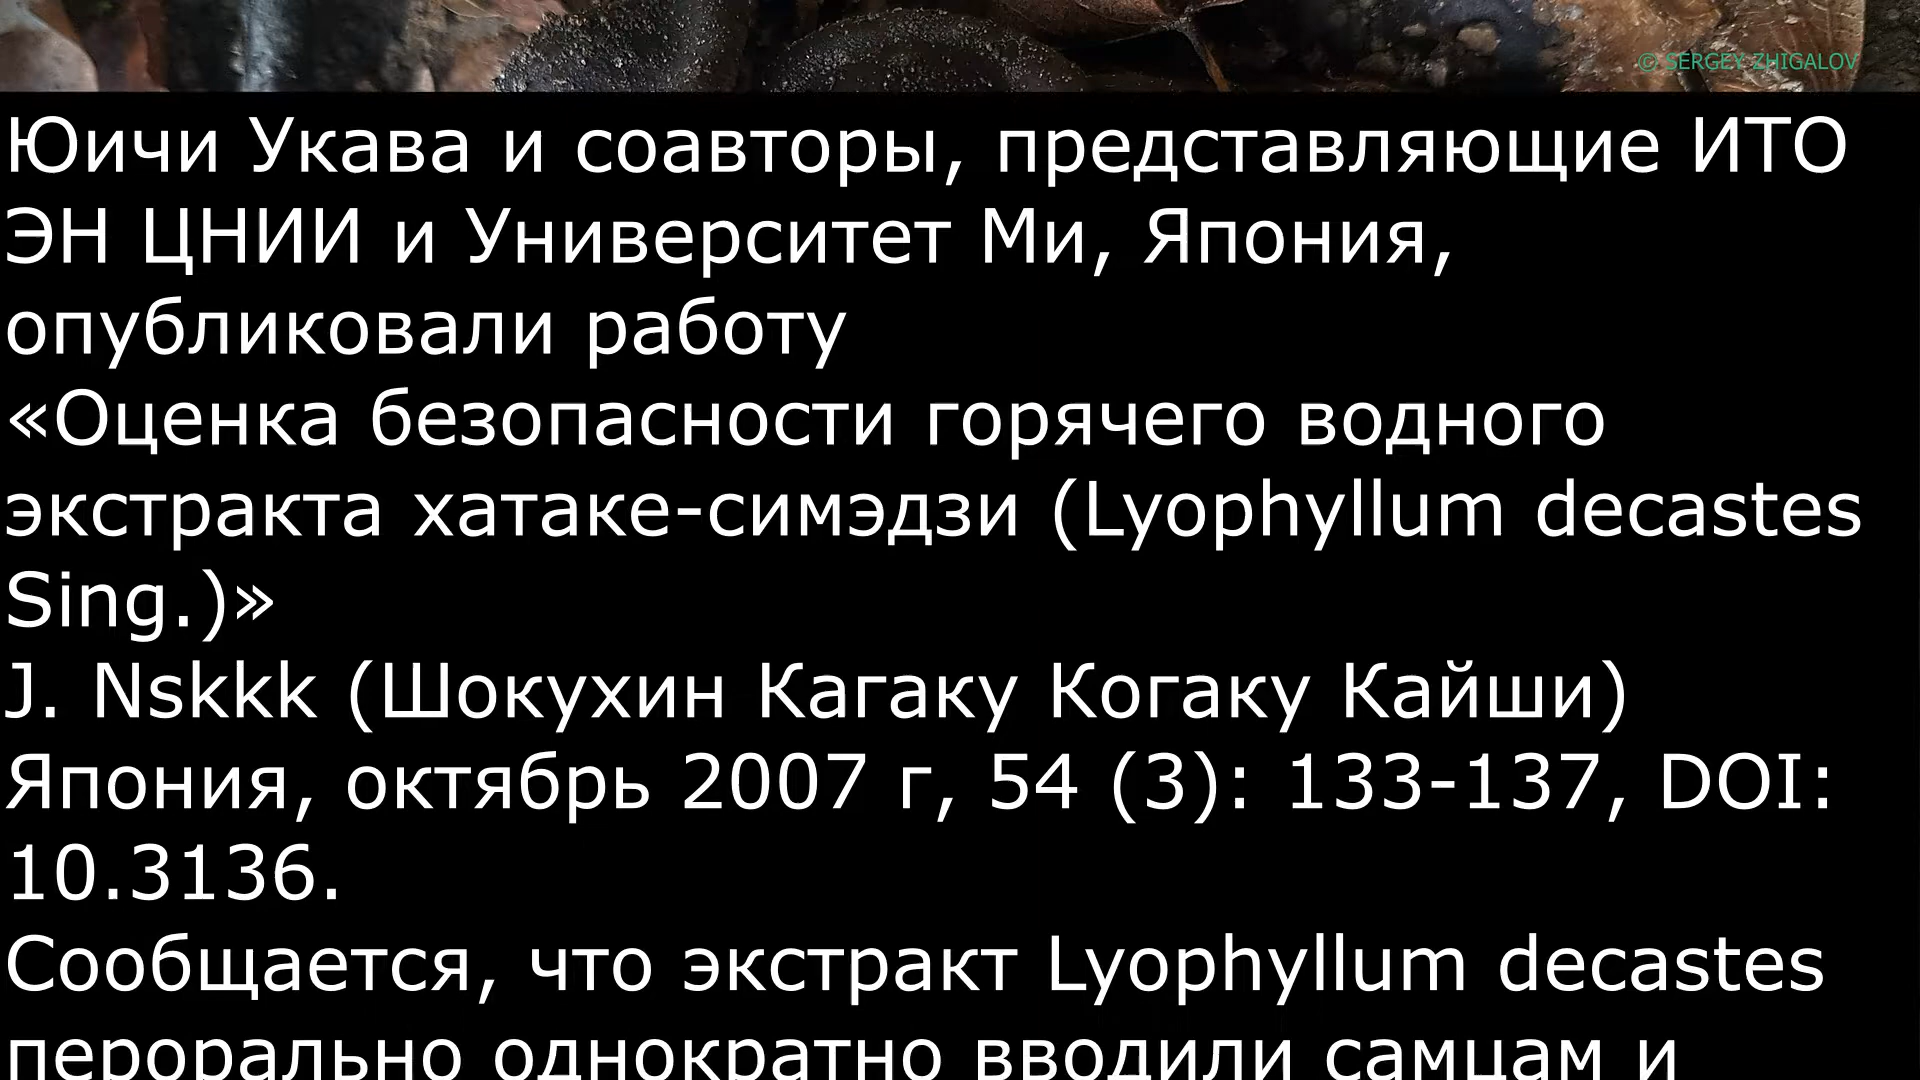 © SERGEY ZHIGALOV
Юичи Укава и соавторы, представляющие ИТО
ЭН ЦНИИ и Университет Ми, Япония,
опубликовали работу
«Оценка безопасности горячего водного
экстракта хатаке-симэдзи (Lyophyllum decastes
Sing.)»
J. Nskkk (Шокухин Кагаку Когаку Кайши)
Япония, октябрь 2007 г, 54 (3): 133-137, DOI:
10.3136.
Сообщается, что экстракт Lyophyllum decastes
перорально однократно вводили самцам и